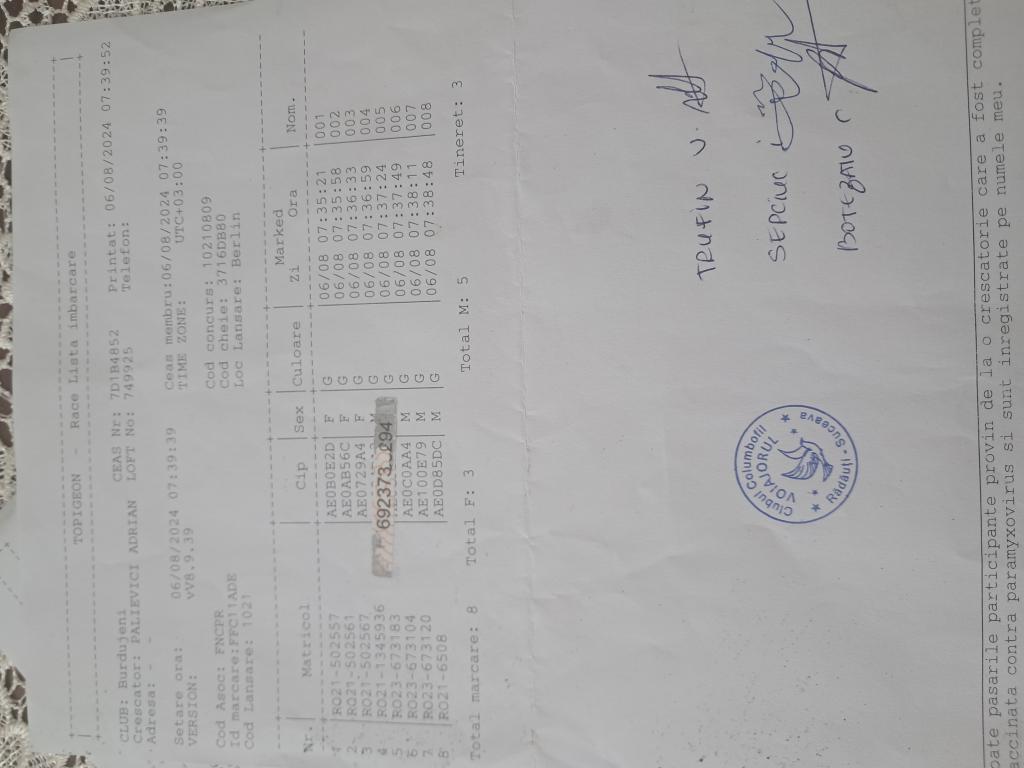 TOPIGEON - Race Lista imbarcare
CLUB: Burdujeni CEAS Nr: 7D1B4852 Printat: 06/08/2024 07:39:52
Crescator: PALIEVICI ADRIAN LOFT No: 749925 Telefon:
Adresa: - -
Setare ora: 06/08/2024 07:39:39 Ceas membru:06/08/2024 07:39:39
VERSION: vV8.9.39 TIME ZONE: UTC+03:00
Cod Asoc: FNCPR Cod concurs: 10210809
Id marcare:FFC11ADE Cod cheie: 3716DB80
Cod Lansare: 1021 Loc Lansare: Berlin
Marked
Nr. Matricol Cip Sex Culoare Zi Ora Nom.
1 RO21-502557 AE0B0E2D F G 06/08 07:35:21 001
2 RO21-502561 AE0AB56C F G 06/08 07:35:58 002
3 RO21-502567 AE0729A4 F G 06/08 07:36:33 003
4 RO21-1345936 G 06/08 07:36:59 004
5 RO23-673183 G 06/08 07:37:24 005
692373.294
6 RO23-673104 AE0C0AA4 M G 06/08 07:37:49 006
7 RO23-673120 AE100E79 M G 06/08 07:38:11 007
8 RO21-6508 AE0D85DC M G 06/08 07:38:48 008
Total marcare: 8 Total F: 3 Total M: 5 Tineret: 3
TRUFIN V.
Clubul Columbofil
VOIAJORUL
Rădăuți - Suceava
SEPCIUC
BOTEZAN C
oate pasarile participante provin de la o crescatorie care a fost complet
accinata contra paramyxovirus si sunt inregistrate pe numele meu.